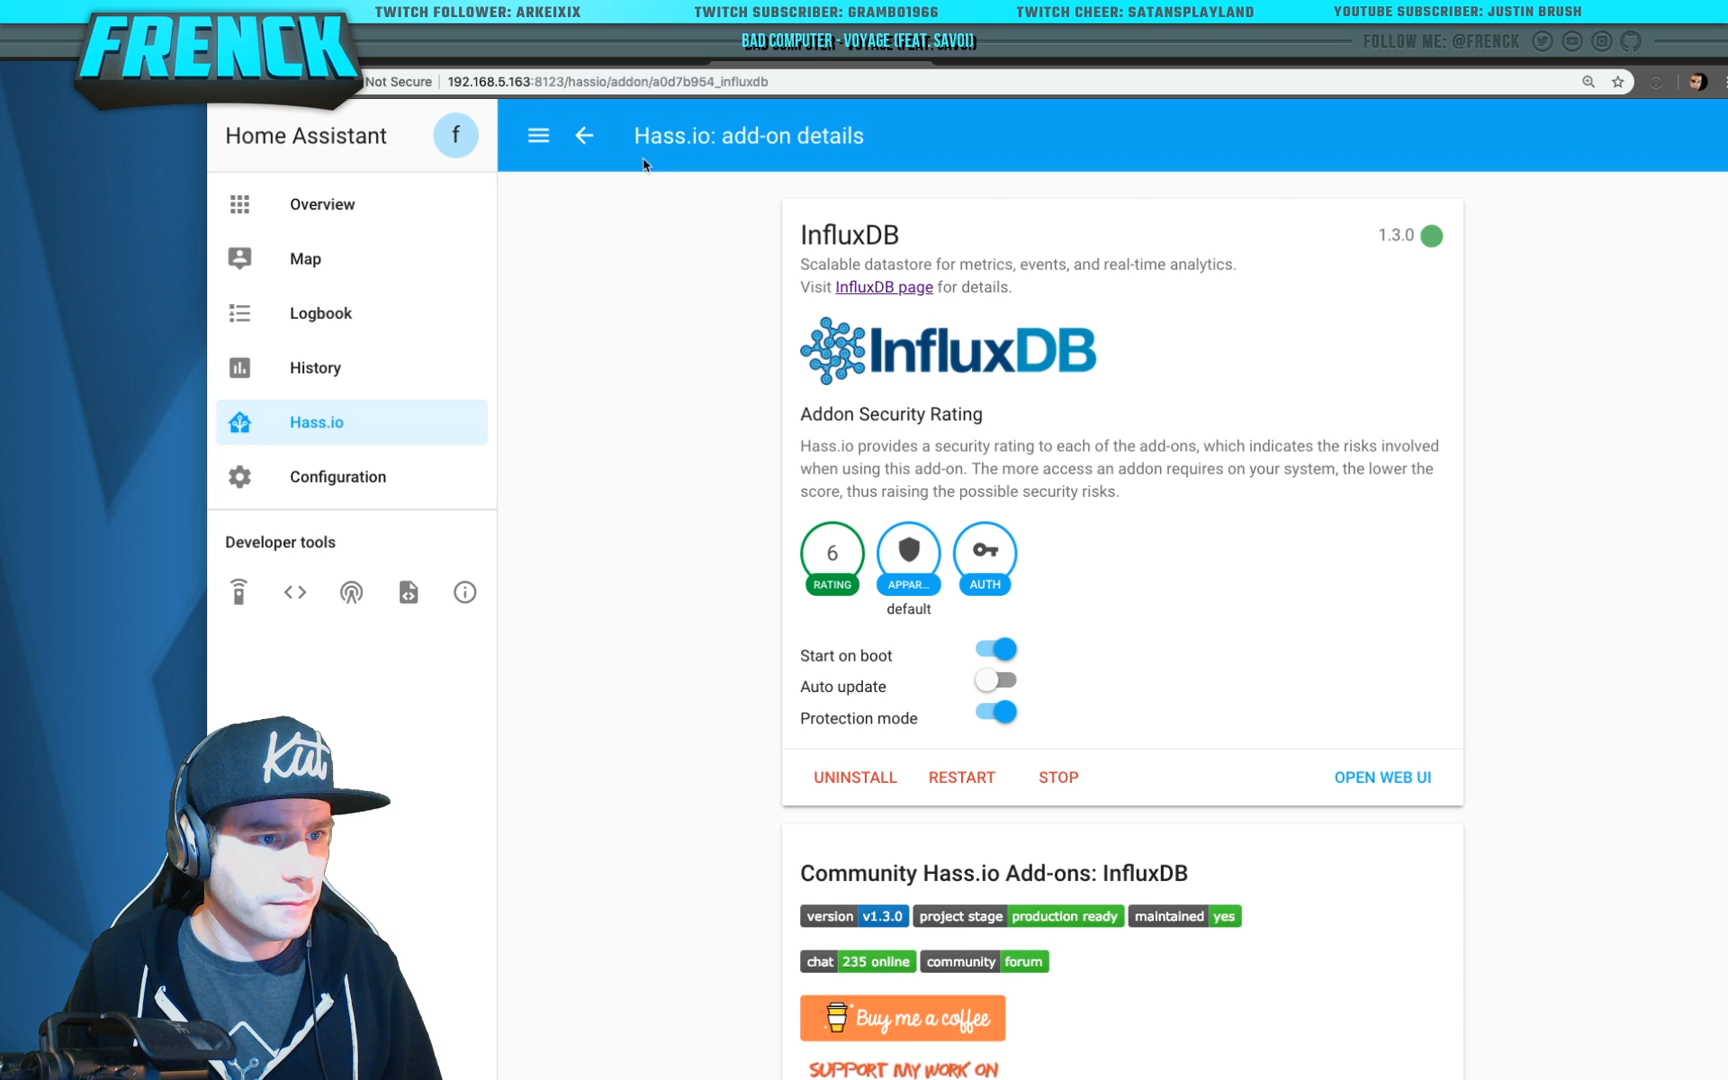 TWITCH FOLLOWER: ARKEIXIX
TWITCH SUBSCRIBER: GRAMBO1966
TWITCH CHEER: SATANSPLAYLAND
YOUTUBE SUBSCRIBER: JUSTIN BRUSH
FRENCK
BAD COMPUTER - VOYAGE (FEAT. SAVOI)
FOLLOW ME: @FRENCK
Not Secure
192.168.5.163:8123/hassio/addon/a0d7b954_influxdb
Home Assistant
f
Hass.io: add-on details
Overview
Map
Logbook
History
Hass.io
Configuration
Developer tools
InfluxDB
1.3.0
Scalable datastore for metrics, events, and real-time analytics.
Visit InfluxDB page for details.
InfluxDB
Addon Security Rating
Hass.io provides a security rating to each of the add-ons, which indicates the risks involved
when using this add-on. The more access an addon requires on your system, the lower the
score, thus raising the possible security risks.
6
RATING
APPAR...
AUTH
default
Start on boot
Auto update
Protection mode
UNINSTALL
RESTART
STOP
OPEN WEB UI
Community Hass.io Add-ons: InfluxDB
version v1.3.0
project stage production ready
maintained yes
chat 235 online
community forum
Buy me a coffee
SUPPORT MY WORK ON
Kut